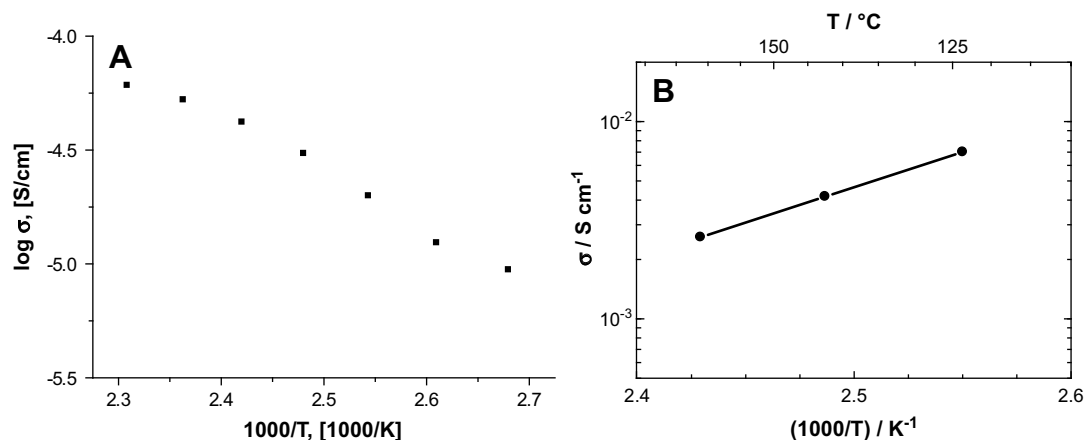 A
-4.0
-4.5
-5.0
-5.5
log σ, [S/cm]
2.3 2.4 2.5 2.6 2.7
1000/T, [1000/K]
T / °C
150 125
B
10-2
10-3
σ / S cm-1
2.4 2.5 2.6
(1000/T) / K-1